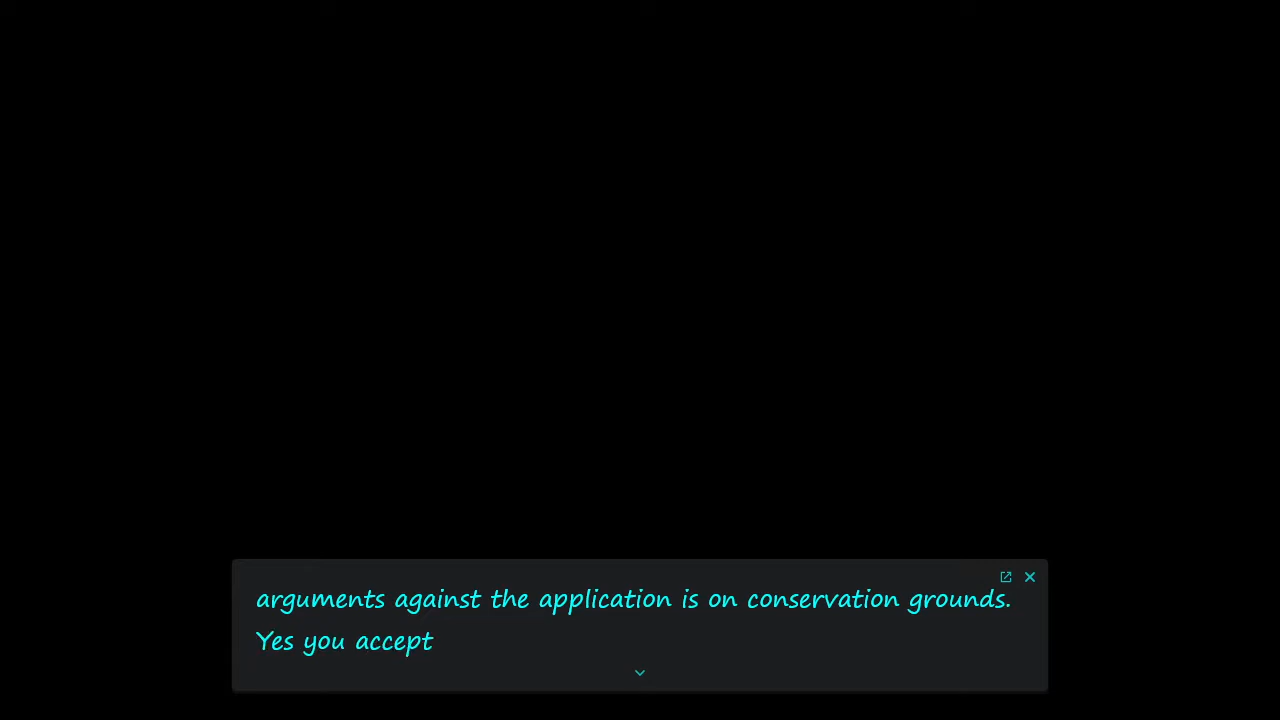 arguments against the application is on conservation grounds.
Yes you accept